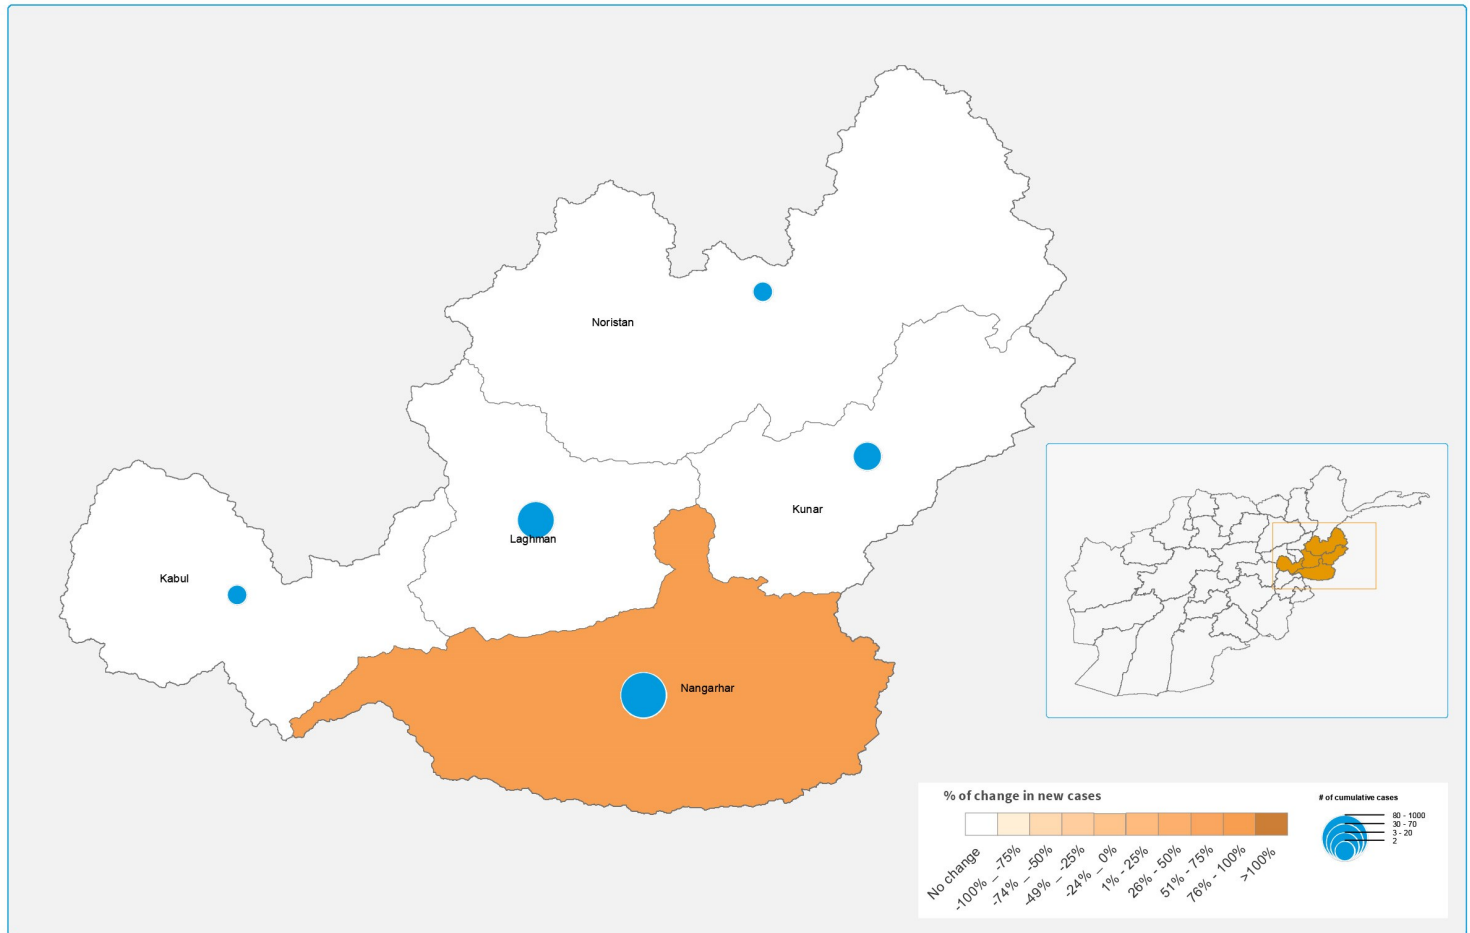 Noristan
Kunar
Laghman
Kabul
Nangarhar
% of change in new cases
No change
-100% – -75%
-74% – -50%
-49% – -25%
-24% – 0%
1% - 25%
26% - 50%
51% - 75%
76% - 100%
>100%
# of cumulative cases
80 - 1000
30 - 70
3 - 20
2